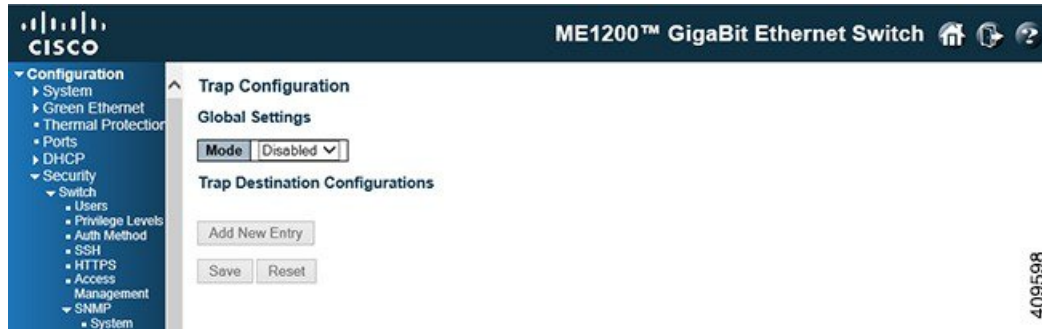 CISCO
ME1200™ GigaBit Ethernet Switch
Configuration
System
Green Ethernet
Thermal Protection
Ports
DHCP
Security
Switch
Users
Privilege Levels
Auth Method
SSH
HTTPS
Access
Management
SNMP
System
Trap Configuration
Global Settings
Mode Disabled
Trap Destination Configurations
Add New Entry
Save Reset
409598